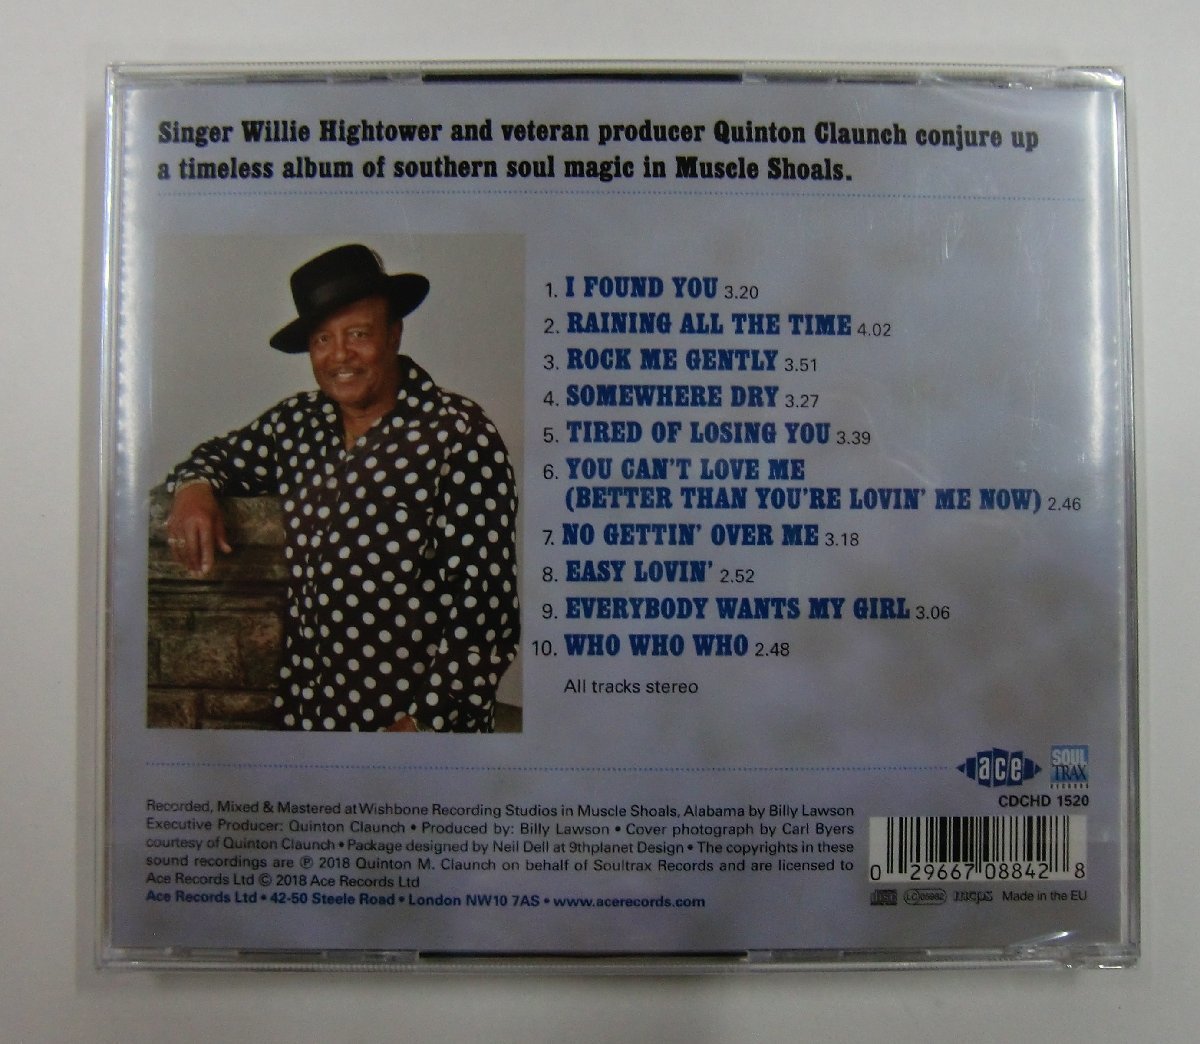 Singer Willie Hightower and veteran producer Quinton Claunch conjure up
a timeless album of southern soul magic in Muscle Shoals.
1. I FOUND YOU 3.20
2. RAINING ALL THE TIME 4.02
3. ROCK ME GENTLY 3.51
4. SOMEWHERE DRY 3.27
5. TIRED OF LOSING YOU 3.39
6. YOU CAN'T LOVE ME
(BETTER THAN YOU'RE LOVIN' ME NOW) 2.46
7. NO GETTIN' OVER ME 3.18
8. EASY LOVIN' 2.52
9. EVERYBODY WANTS MY GIRL 3.06
10. WHO WHO WHO 2.48
All tracks stereo
ace
SOUL
TRAX
RECORDS
CDCHD 1520
Recorded, Mixed & Mastered at Wishbone Recording Studios in Muscle Shoals, Alabama by Billy Lawson
Executive Producer: Quinton Claunch • Produced by: Billy Lawson • Cover photograph by Carl Byers
courtesy of Quinton Claunch • Package designed by Neil Dell at 9thplanet Design • The copyrights in these
sound recordings are ℗ 2018 Quinton M. Claunch on behalf of Soultrax Records and are licensed to
Ace Records Ltd © 2018 Ace Records Ltd
Ace Records Ltd • 42-50 Steele Road • London NW10 7AS • www.acerecords.com
0 29667 08842 8
mcps Made in the EU